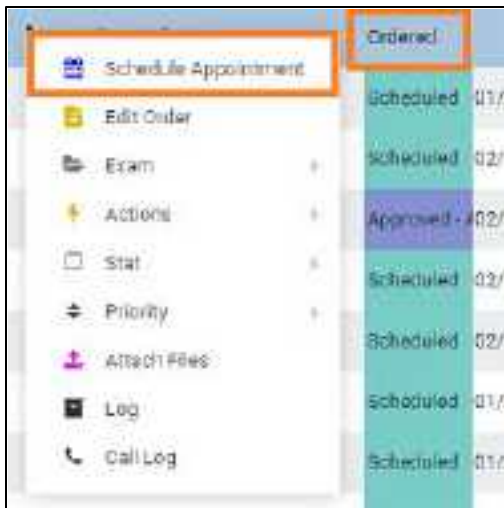 Ordered
Schedule Appointment
Scheduled 01/
Edit Order
Scheduled 02/
Exam
Approved - A02/
Actions
Stat
Scheduled 02/
Priority
Scheduled 02/
Attach Files
Log
Scheduled 01/
Call Log
Scheduled 01/